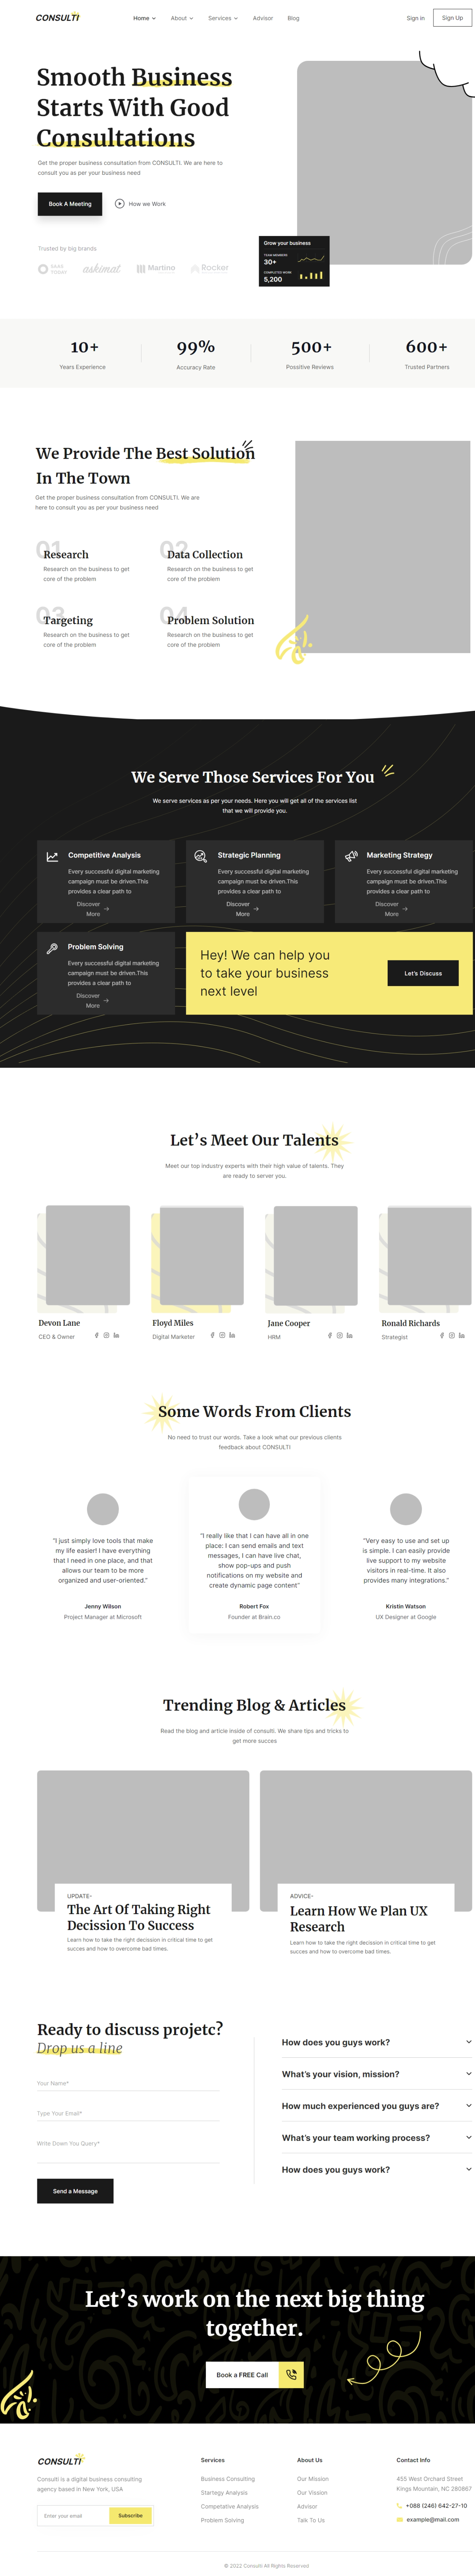 CONSULTI
Home
About
Services
Advisor
Blog
Sign in
Sign Up
Smooth Business
Starts With Good
Consultations
Get the proper business consultation from CONSULTI. We are here to
consult you as per your business need
Book A Meeting
How we Work
Grow your business
TEAM MEMBERS
30+
COMPLETED WORK
5,200
Trusted by big brands
askimat
Martino
Rocker
10+
Years Experience
99%
Accuracy Rate
500+
Possitive Reviews
600+
Trusted Partners
We Provide The Best Solution
In The Town
Get the proper business consultation from CONSULTI. We are
here to consult you as per your business need
01
Research
Research on the business to get
core of the problem
02
Data Collection
Research on the business to get
core of the problem
03
Targeting
Research on the business to get
core of the problem
04
Problem Solution
Research on the business to get
core of the problem
We Serve Those Services For You
We serve services as per your needs. Here you will get all of the services list
that we will provide you.
Competitive Analysis
Every successful digital marketing
campaign must be driven.This
provides a clear path to
Discover
More
Strategic Planning
Every successful digital marketing
campaign must be driven.This
provides a clear path to
Discover
More
Marketing Strategy
Every successful digital marketing
campaign must be driven.This
provides a clear path to
Discover
More
Problem Solving
Every successful digital marketing
campaign must be driven.This
provides a clear path to
Discover
More
Hey! We can help you
to take your business
next level
Let's Discuss
Let's Meet Our Talents
Meet our top industry experts with their high value of talents. They
are ready to server you.
Devon Lane
CEO & Owner
Floyd Miles
Digital Marketer
Jane Cooper
HRM
Ronald Richards
Strategist
Some Words From Clients
No need to trust our words. Take a look what our previous clients
feedback about CONSULTI
"I just simply love tools that make
my life easier! I have everything
that I need in one place, and that
allows our team to be more
organized and user-oriented."
Jenny Wilson
Project Manager at Microsoft
"I really like that I can have all in one
place: I can send emails and text
messages, I can have live chat,
show pop-ups and push
notifications on my website and
create dynamic page content"
Robert Fox
Founder at Brain.co
"Very easy to use and set up
is simple. I can easily provide
live support to my website
visitors in real-time. It also
provides many integrations."
Kristin Watson
UX Designer at Google
Trending Blog & Articles
Read the blog and article inside of consulti. We share tips and tricks to
get more succes
UPDATE-
The Art Of Taking Right
Decission To Success
Learn how to take the right decission in critical time to get
succes and how to overcome bad times.
ADVICE-
Learn How We Plan UX
Research
Learn how to take the right decission in critical time to get
succes and how to overcome bad times.
Ready to discuss projetc?
Drop us a line
Your Name*
Type Your Email*
Write Down You Query*
Send a Message
How does you guys work?
What's your vision, mission?
How much experienced you guys are?
What's your team working process?
How does you guys work?
Let's work on the next big thing
together.
Book a FREE Call
CONSULTI
Consulti is a digital business consulting
agency based in New York, USA
Enter your email
Subscribe
Services
Business Consulting
Startegy Analysis
Competative Analysis
Problem Solving
About Us
Our Mission
Our Vission
Advisor
Talk To Us
Contact Info
455 West Orchard Street
Kings Mountain, NC 280867
+088 (246) 642-27-10
example@mail.com
© 2022 Consulti All Rights Reserved